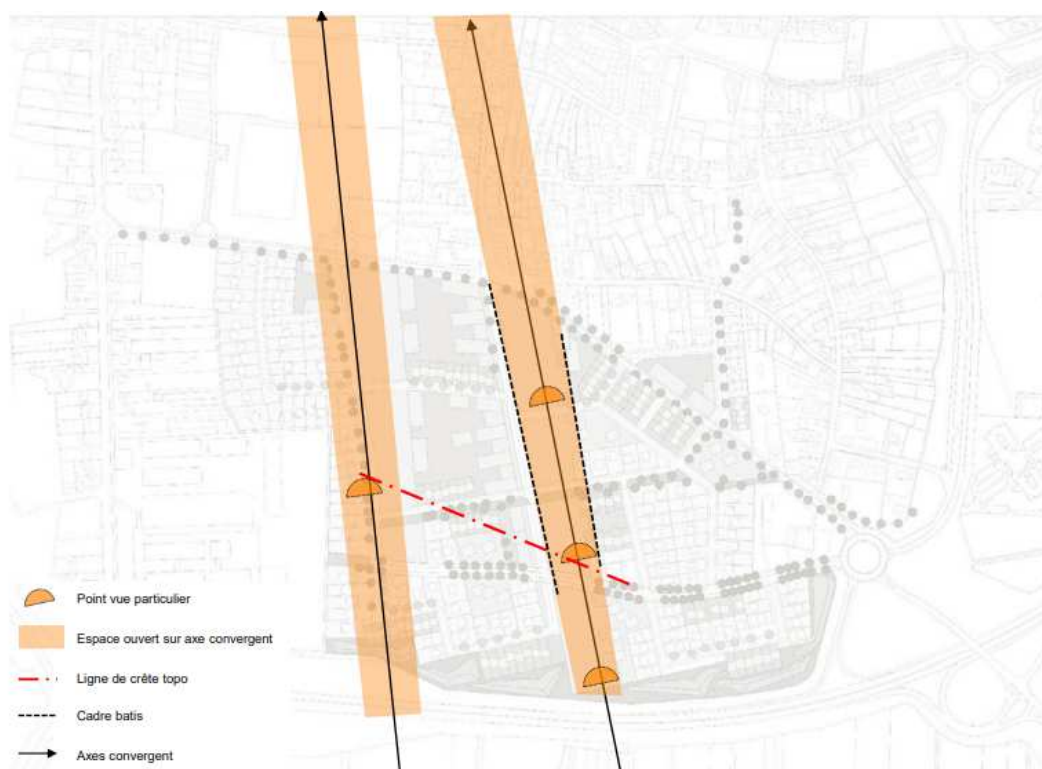 Point vue particulier
Espace ouvert sur axe convergent
Ligne de crête topo
Cadre batis
Axes convergent